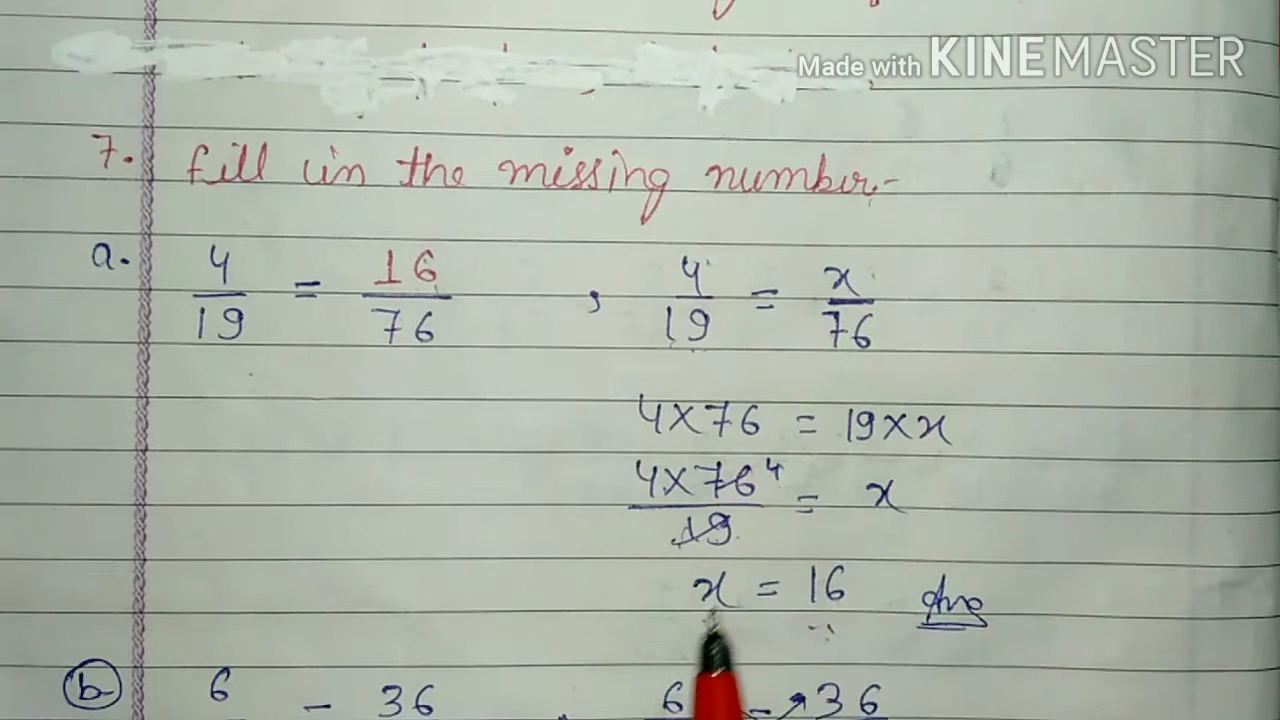 Made with KINEMASTER
7. fill in the missing number.-
a. 4/19 = 16/76 , 4/19 = x/76
4×76 = 19×x
4×76⁴/19 = x
x = 16 Ans
b 6 - 36 , 6 - 36